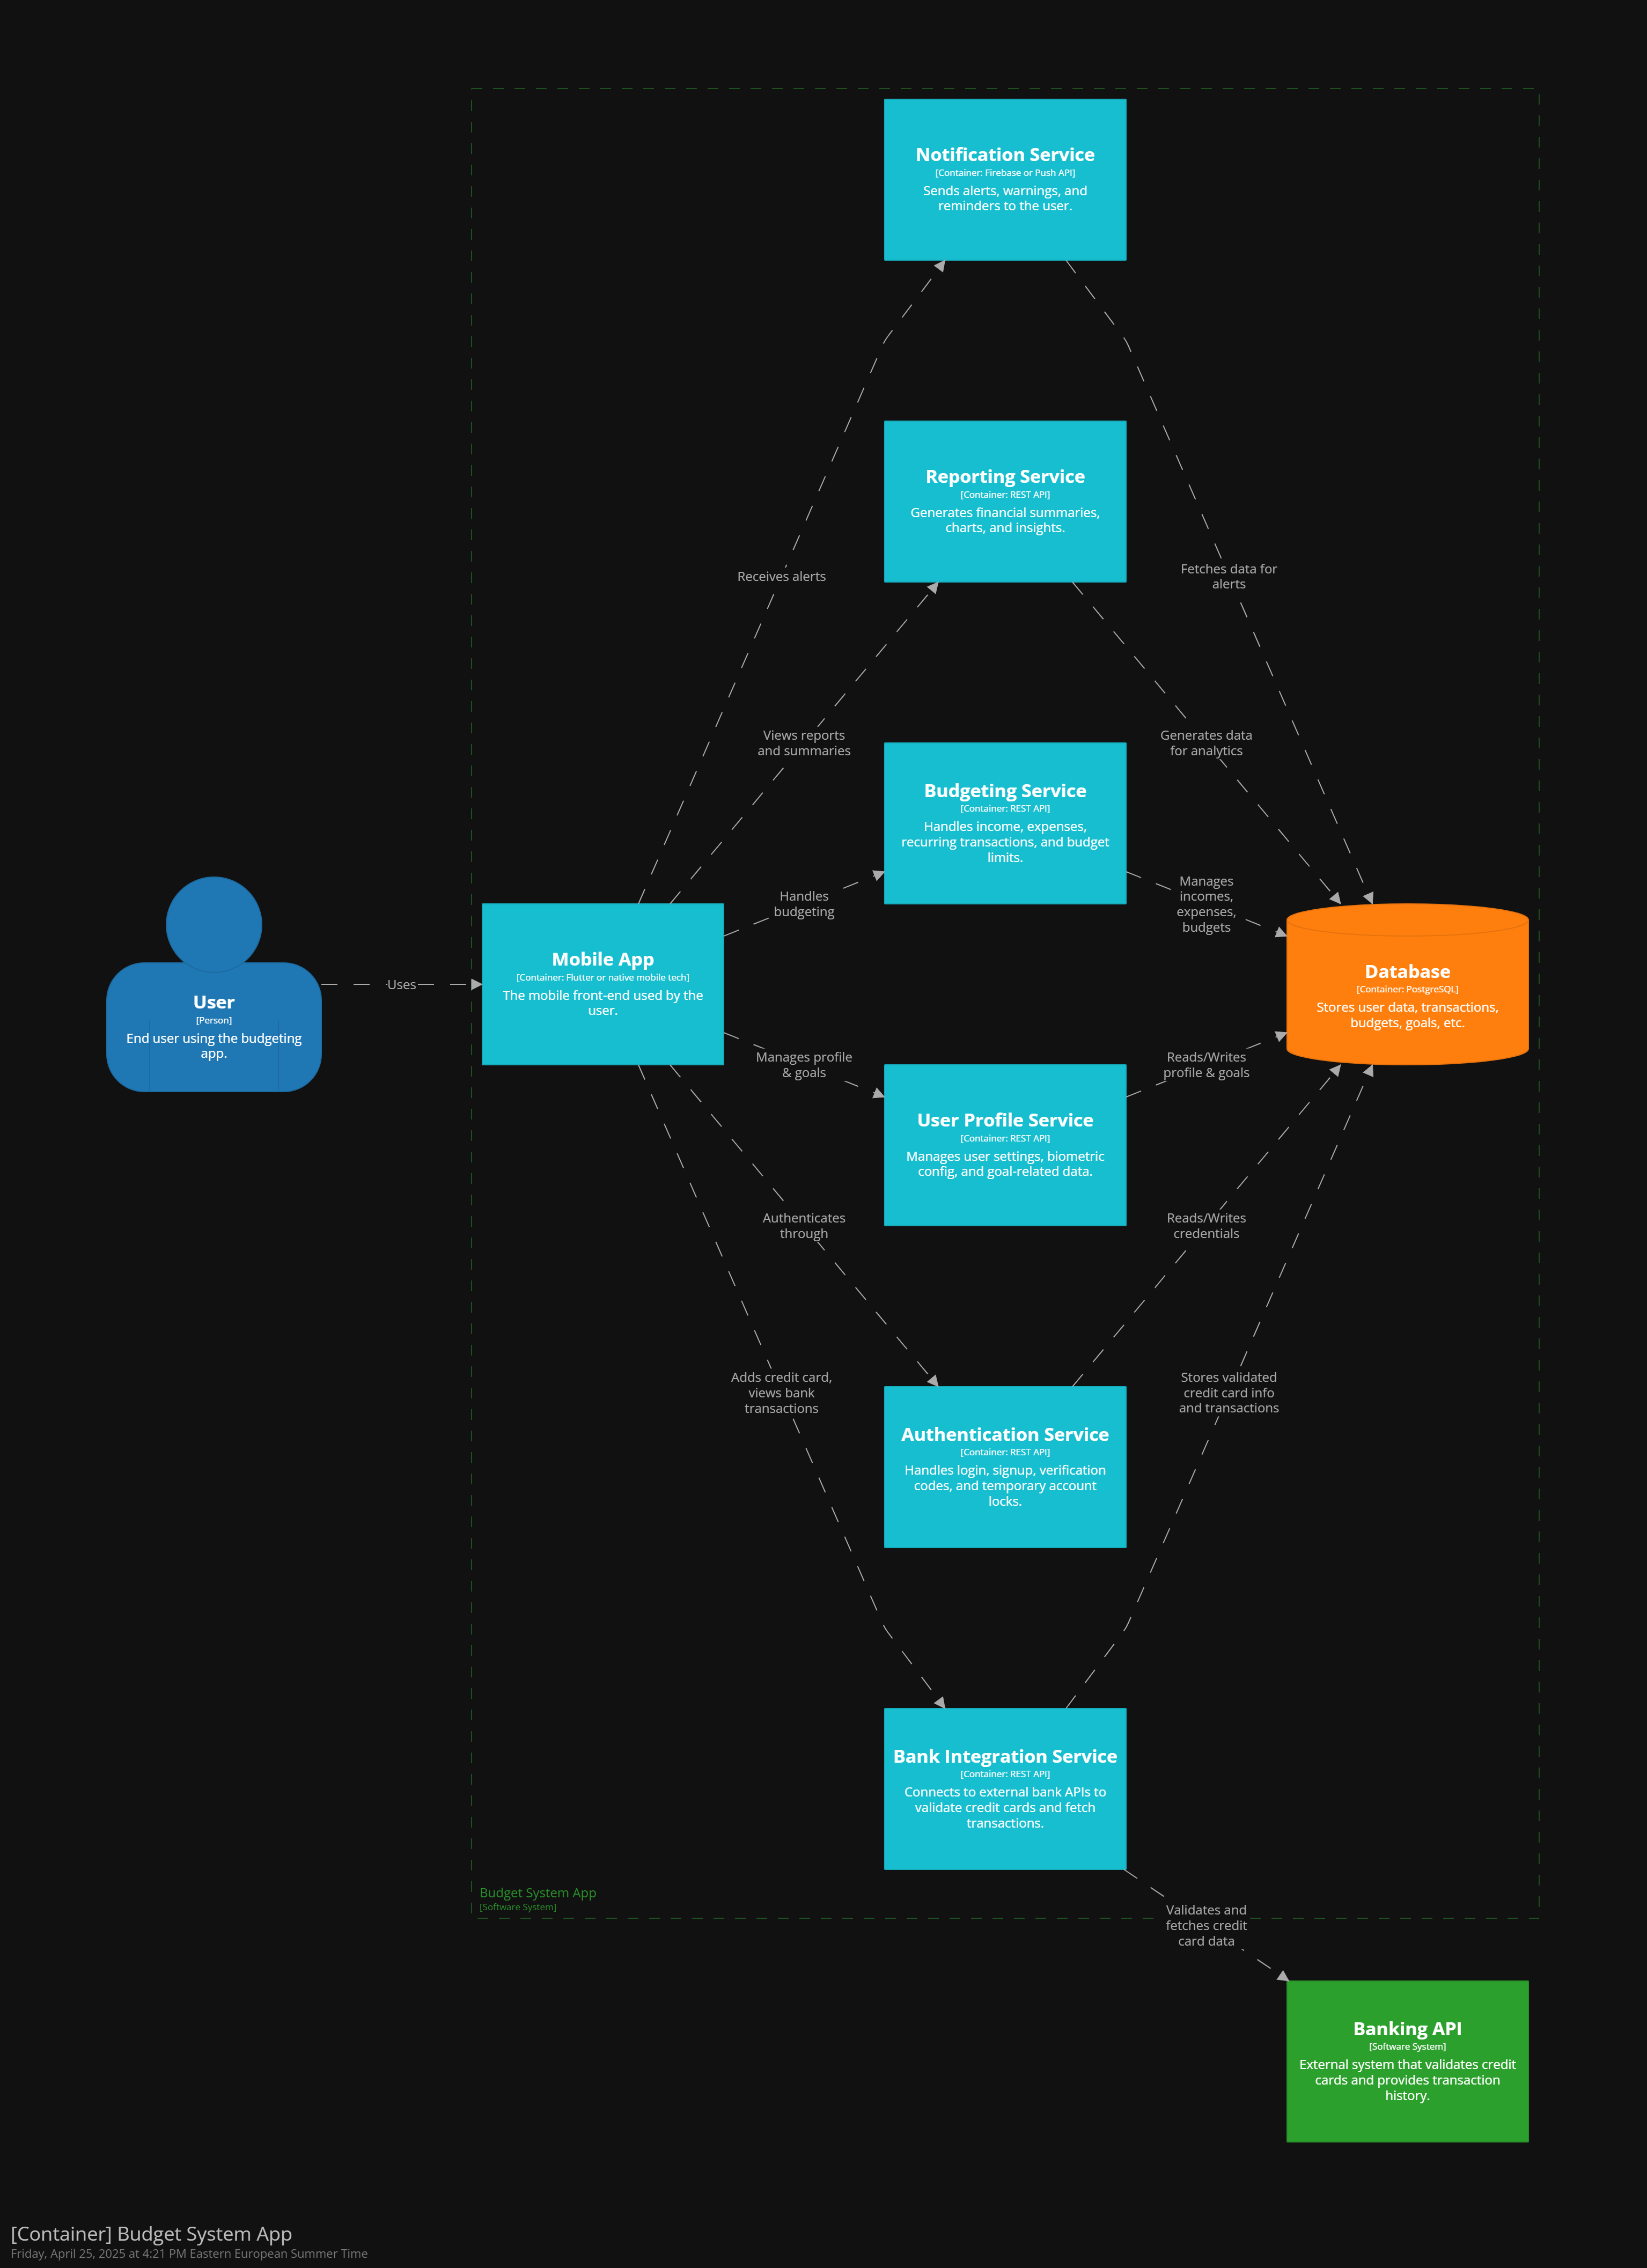 Notification Service
[Container: Firebase or Push API]
Sends alerts, warnings, and
reminders to the user.
Reporting Service
[Container: REST API]
Generates financial summaries,
charts, and insights.
Receives alerts
Fetches data for
alerts
Views reports
and summaries
Generates data
for analytics
Budgeting Service
[Container: REST API]
Handles income, expenses,
recurring transactions, and budget
limits.
Handles
budgeting
Manages
incomes,
expenses,
budgets
User
[Person]
End user using the budgeting
app.
Uses
Mobile App
[Container: Flutter or native mobile tech]
The mobile front-end used by the
user.
Database
[Container: PostgreSQL]
Stores user data, transactions,
budgets, goals, etc.
Manages profile
& goals
Reads/Writes
profile & goals
User Profile Service
[Container: REST API]
Manages user settings, biometric
config, and goal-related data.
Authenticates
through
Reads/Writes
credentials
Adds credit card,
views bank
transactions
Stores validated
credit card info
and transactions
Authentication Service
[Container: REST API]
Handles login, signup, verification
codes, and temporary account
locks.
Bank Integration Service
[Container: REST API]
Connects to external bank APIs to
validate credit cards and fetch
transactions.
Budget System App
[Software System]
Validates and
fetches credit
card data
Banking API
[Software System]
External system that validates credit
cards and provides transaction
history.
[Container] Budget System App
Friday, April 25, 2025 at 4:21 PM Eastern European Summer Time